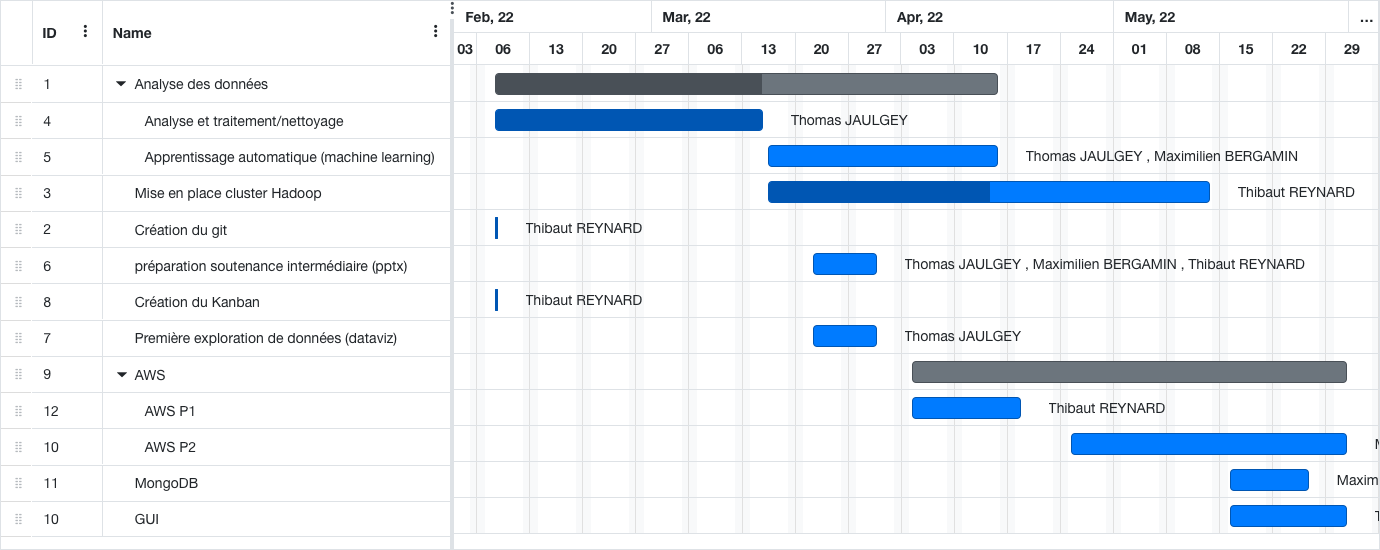 Feb, 22 Mar, 22 Apr, 22 May, 22 ...
ID Name
03 06 13 20 27 06 13 20 27 03 10 17 24 01 08 15 22 29
1 Analyse des données
4 Analyse et traitement/nettoyage Thomas JAULGEY
5 Apprentissage automatique (machine learning) Thomas JAULGEY , Maximilien BERGAMIN
3 Mise en place cluster Hadoop Thibaut REYNARD
2 Création du git Thibaut REYNARD
6 préparation soutenance intermédiaire (pptx) Thomas JAULGEY , Maximilien BERGAMIN , Thibaut REYNARD
8 Création du Kanban Thibaut REYNARD
7 Première exploration de données (dataviz) Thomas JAULGEY
9 AWS
12 AWS P1 Thibaut REYNARD
10 AWS P2
11 MongoDB Maxim
10 GUI